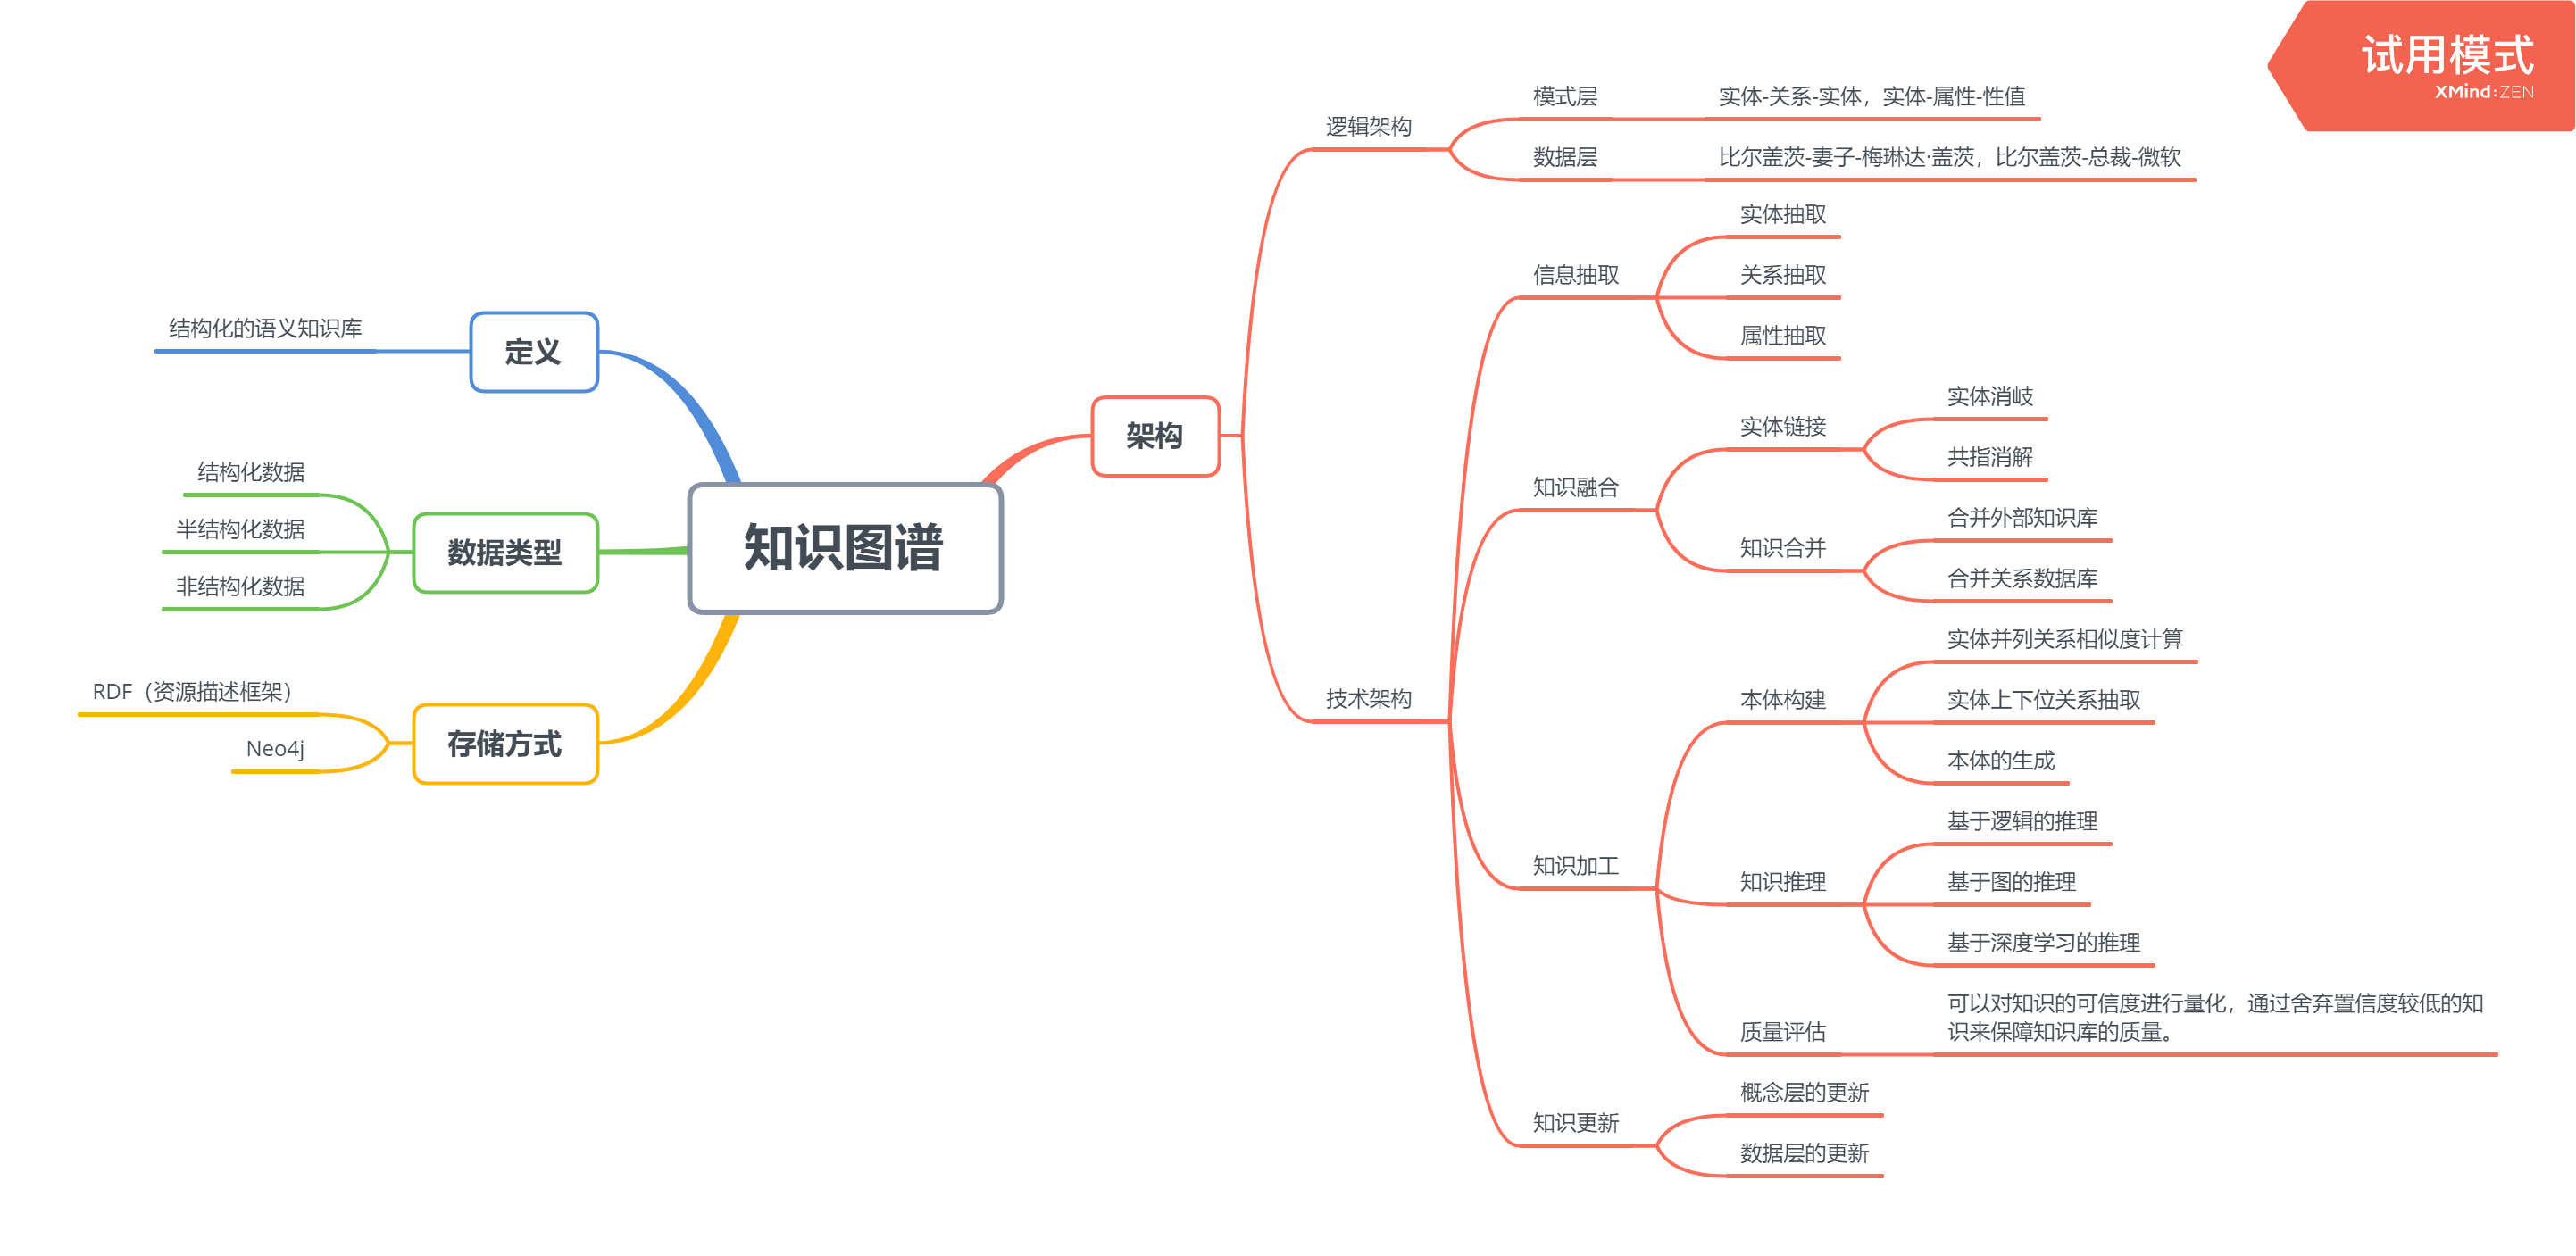 试用模式
XMind:ZEN
知识图谱
定义
结构化的语义知识库
数据类型
结构化数据
半结构化数据
非结构化数据
存储方式
RDF（资源描述框架）
Neo4j
架构
逻辑架构
模式层
实体-关系-实体，实体-属性-性值
数据层
比尔盖茨-妻子-梅琳达·盖茨，比尔盖茨-总裁-微软
技术架构
信息抽取
实体抽取
关系抽取
属性抽取
知识融合
实体链接
实体消岐
共指消解
知识合并
合并外部知识库
合并关系数据库
知识加工
本体构建
实体并列关系相似度计算
实体上下位关系抽取
本体的生成
知识推理
基于逻辑的推理
基于图的推理
基于深度学习的推理
质量评估
可以对知识的可信度进行量化，通过舍弃置信度较低的知
识来保障知识库的质量。
知识更新
概念层的更新
数据层的更新